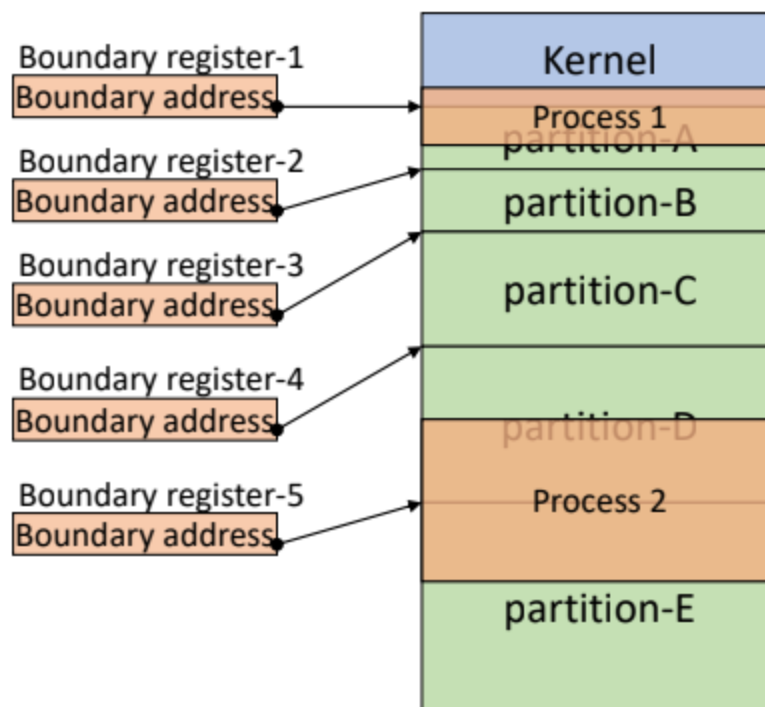 Boundary register-1
Boundary address
Boundary register-2
Boundary address
Boundary register-3
Boundary address
Boundary register-4
Boundary address
Boundary register-5
Boundary address
Kernel
Process 1
partition-A
partition-B
partition-C
partition-D
Process 2
partition-E